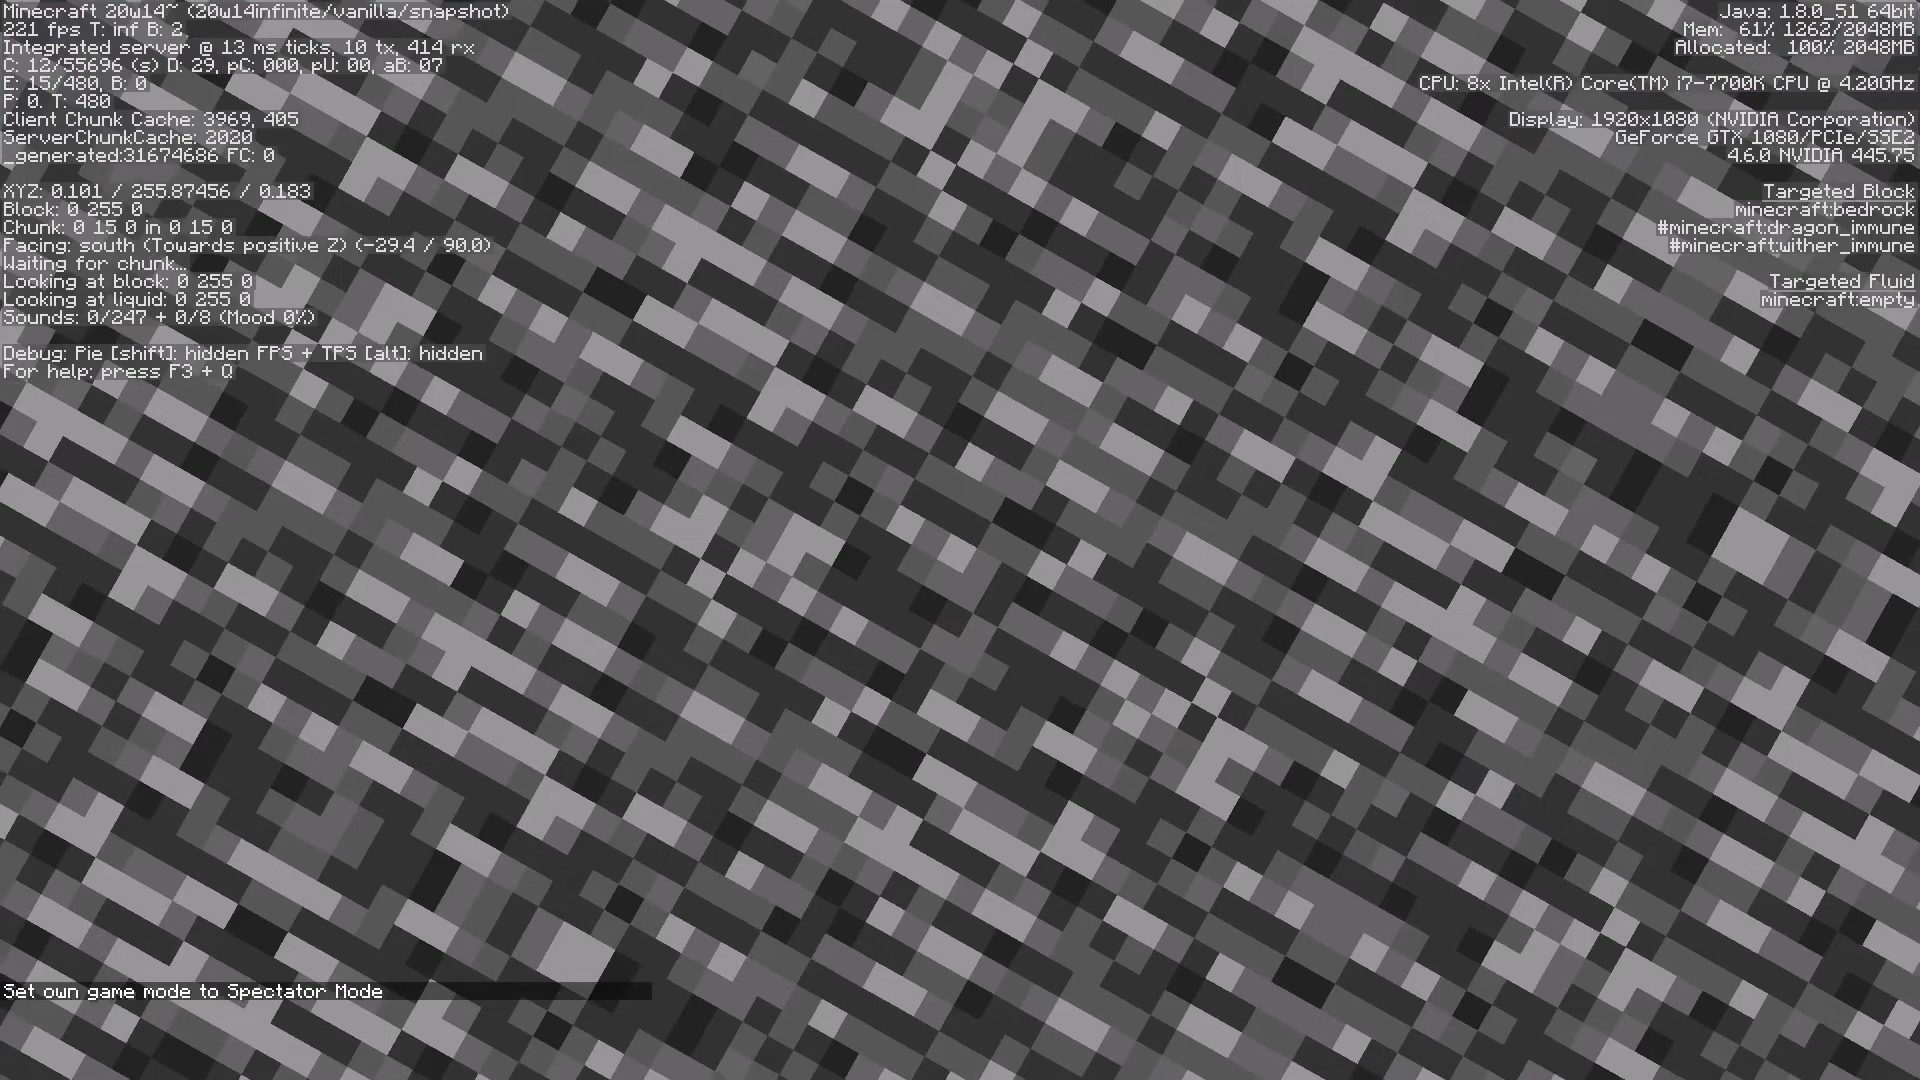 Minecraft 20w14~ (20w14infinite/vanilla/snapshot)
221 fps T: inf B: 2
Integrated server @ 13 ms ticks, 10 tx, 414 rx
C: 12/55696 (s) D: 29, pC: 000, pU: 00, aB: 07
E: 15/480, B: 0
P: 0. T: 480
Client Chunk Cache: 3969, 405
ServerChunkCache: 2020
_generated:31674686 FC: 0
XYZ: 0.101 / 255.87456 / 0.183
Block: 0 255 0
Chunk: 0 15 0 in 0 15 0
Facing: south (Towards positive Z) (-29.4 / 90.0)
Waiting for chunk...
Looking at block: 0 255 0
Looking at liquid: 0 255 0
Sounds: 0/247 + 0/8 (Mood 0%)
Debug: Pie [shift]: hidden FPS + TPS [alt]: hidden
For help: press F3 + Q
Java: 1.8.0_51 64bit
Mem: 61% 1262/2048MB
Allocated: 100% 2048MB
CPU: 8x Intel(R) Core(TM) i7-7700K CPU @ 4.20GHz
Display: 1920x1080 (NVIDIA Corporation)
GeForce GTX 1080/PCIe/SSE2
4.6.0 NVIDIA 445.75
Targeted Block
minecraft:bedrock
#minecraft:dragon_immune
#minecraft:wither_immune
Targeted Fluid
minecraft:empty
Set own game mode to Spectator Mode